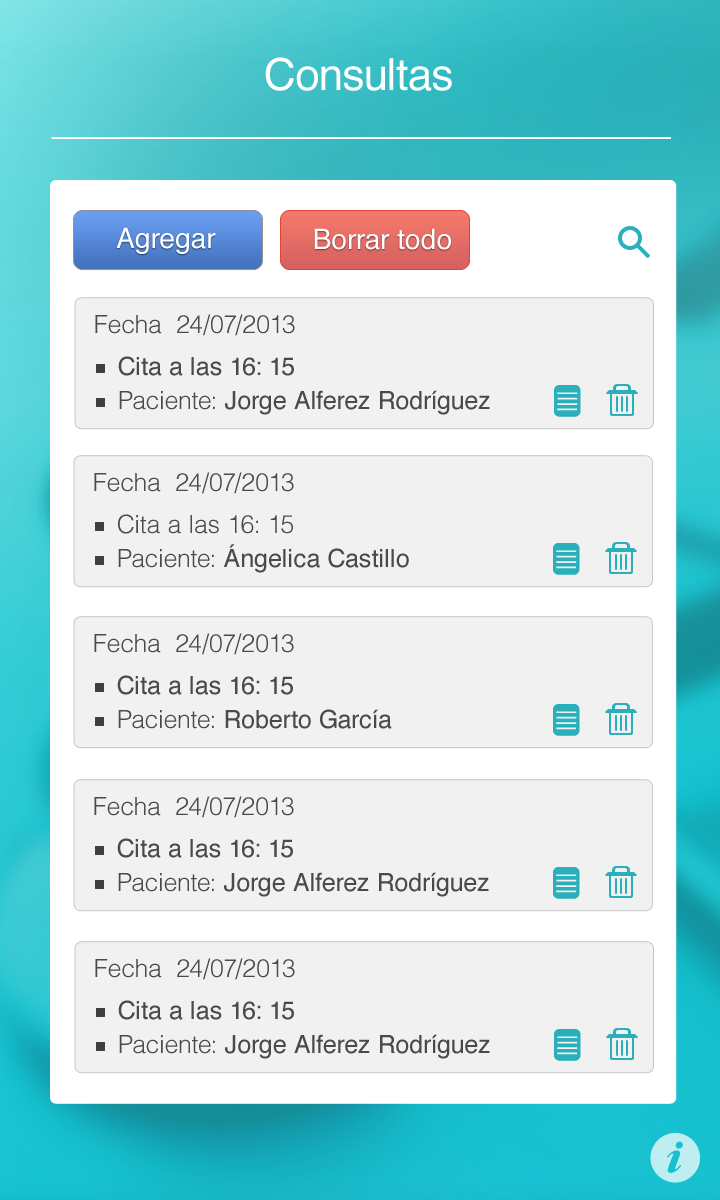 Consultas
Agregar
Borrar todo
Fecha 24/07/2013
Cita a las 16: 15
Paciente: Jorge Alferez Rodríguez
Fecha 24/07/2013
Cita a las 16: 15
Paciente: Ángelica Castillo
Fecha 24/07/2013
Cita a las 16: 15
Paciente: Roberto García
Fecha 24/07/2013
Cita a las 16: 15
Paciente: Jorge Alferez Rodríguez
Fecha 24/07/2013
Cita a las 16: 15
Paciente: Jorge Alferez Rodríguez
i